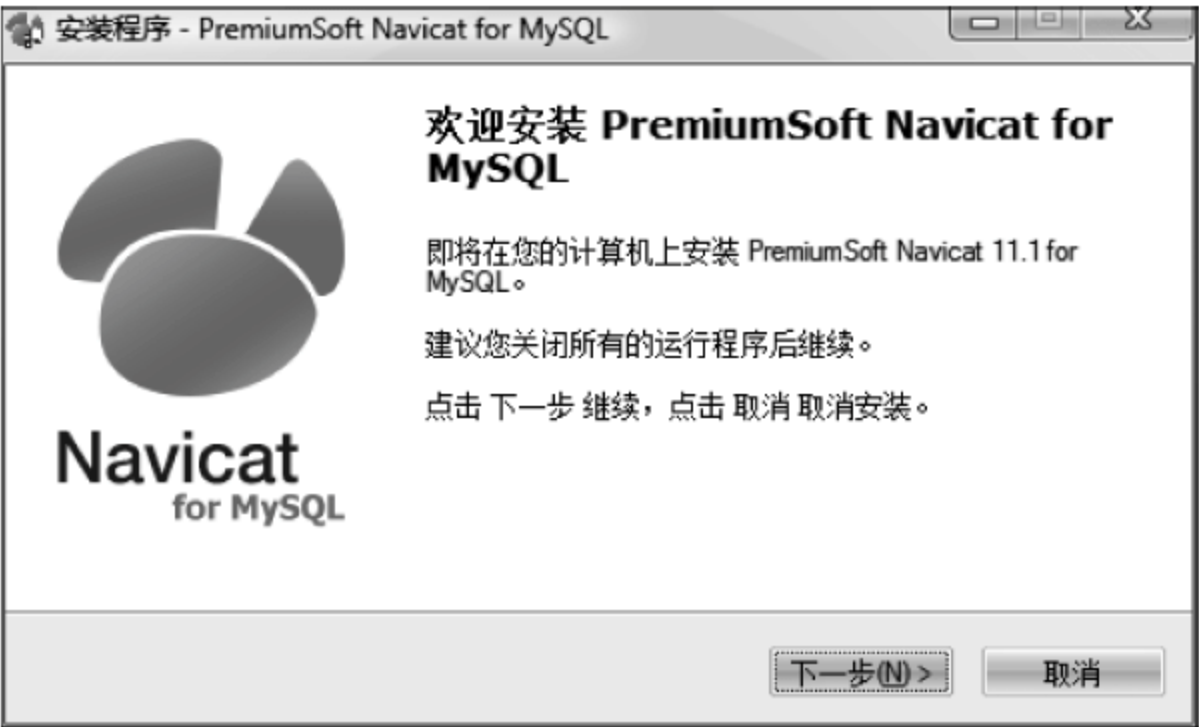 安装程序 - PremiumSoft Navicat for MySQL
欢迎安装 PremiumSoft Navicat for
MySQL
即将在您的计算机上安装 PremiumSoft Navicat 11.1 for
MySQL。
建议您关闭所有的运行程序后继续。
点击 下一步 继续，点击 取消 取消安装。
Navicat
for MySQL
下一步(N) >
取消